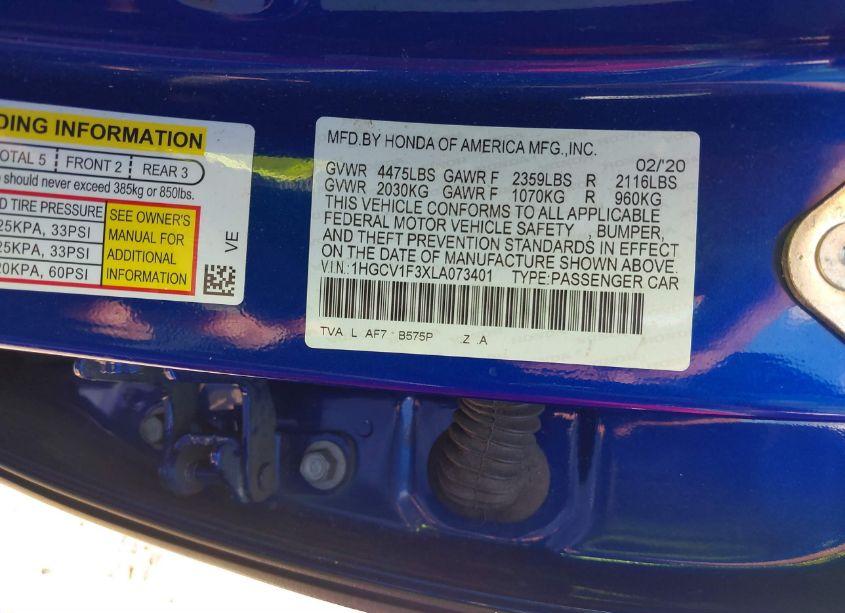 DING INFORMATION
OTAL 5 FRONT 2 REAR 3
should never exceed 385kg or 850lbs.
D TIRE PRESSURE
25KPA, 33PSI
25KPA, 33PSI
20KPA, 60PSI
SEE OWNER'S
MANUAL FOR
ADDITIONAL
INFORMATION
VE
MFD.BY HONDA OF AMERICA MFG.,INC.
02/'20
GVWR 4475LBS GAWR F 2359LBS R 2116LBS
GVWR 2030KG GAWR F 1070KG R 960KG
THIS VEHICLE CONFORMS TO ALL APPLICABLE
FEDERAL MOTOR VEHICLE SAFETY , BUMPER,
AND THEFT PREVENTION STANDARDS IN EFFECT
ON THE DATE OF MANUFACTURE SHOWN ABOVE.
V.I.N.: 1HGCV1F3XLA073401 TYPE:PASSENGER CAR
TVA L AF7 B575P Z .A